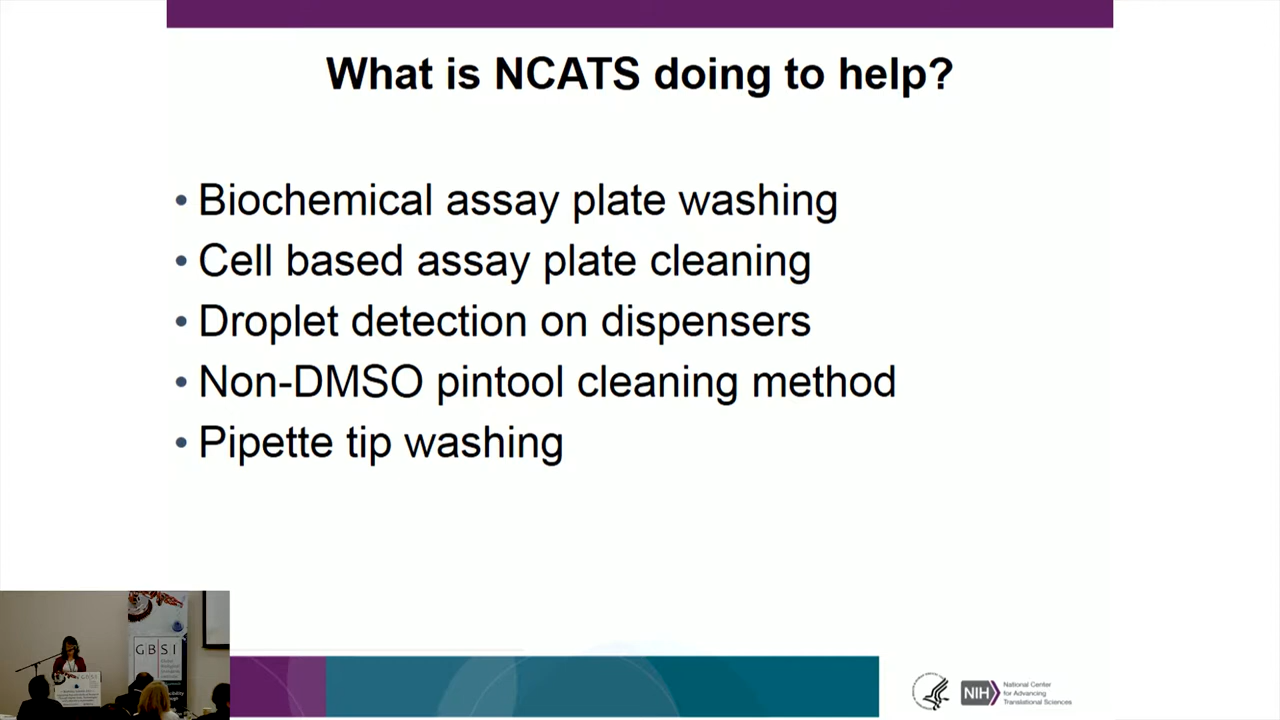 What is NCATS doing to help?
• Biochemical assay plate washing
• Cell based assay plate cleaning
• Droplet detection on dispensers
• Non-DMSO pintool cleaning method
• Pipette tip washing
GBSI
NIH
National Center
for Advancing
Translational Sciences